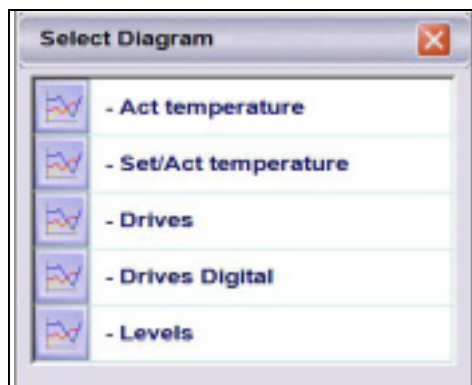 Select Diagram
- Act temperature
- Set/Act temperature
- Drives
- Drives Digital
- Levels